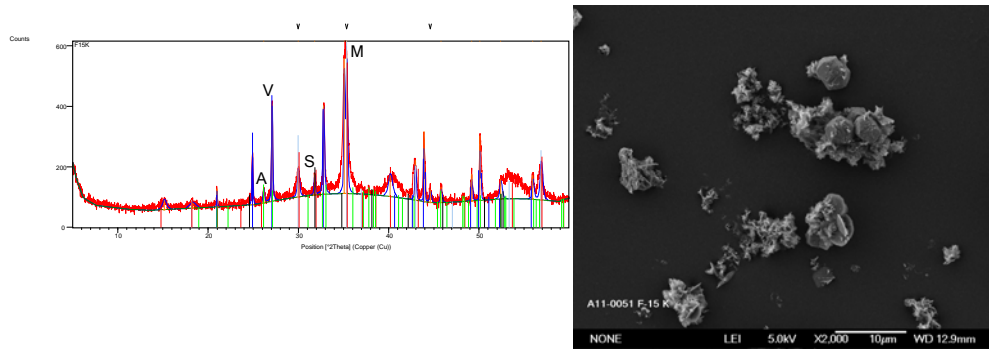 Counts
F15K
600
400
200
0
M
V
S
A
10
20
30
40
50
Position [°2Theta] (Copper (Cu))
A11-0051 F-15 K
NONE LEI 5.0kV X2,000 10µm WD 12.9mm